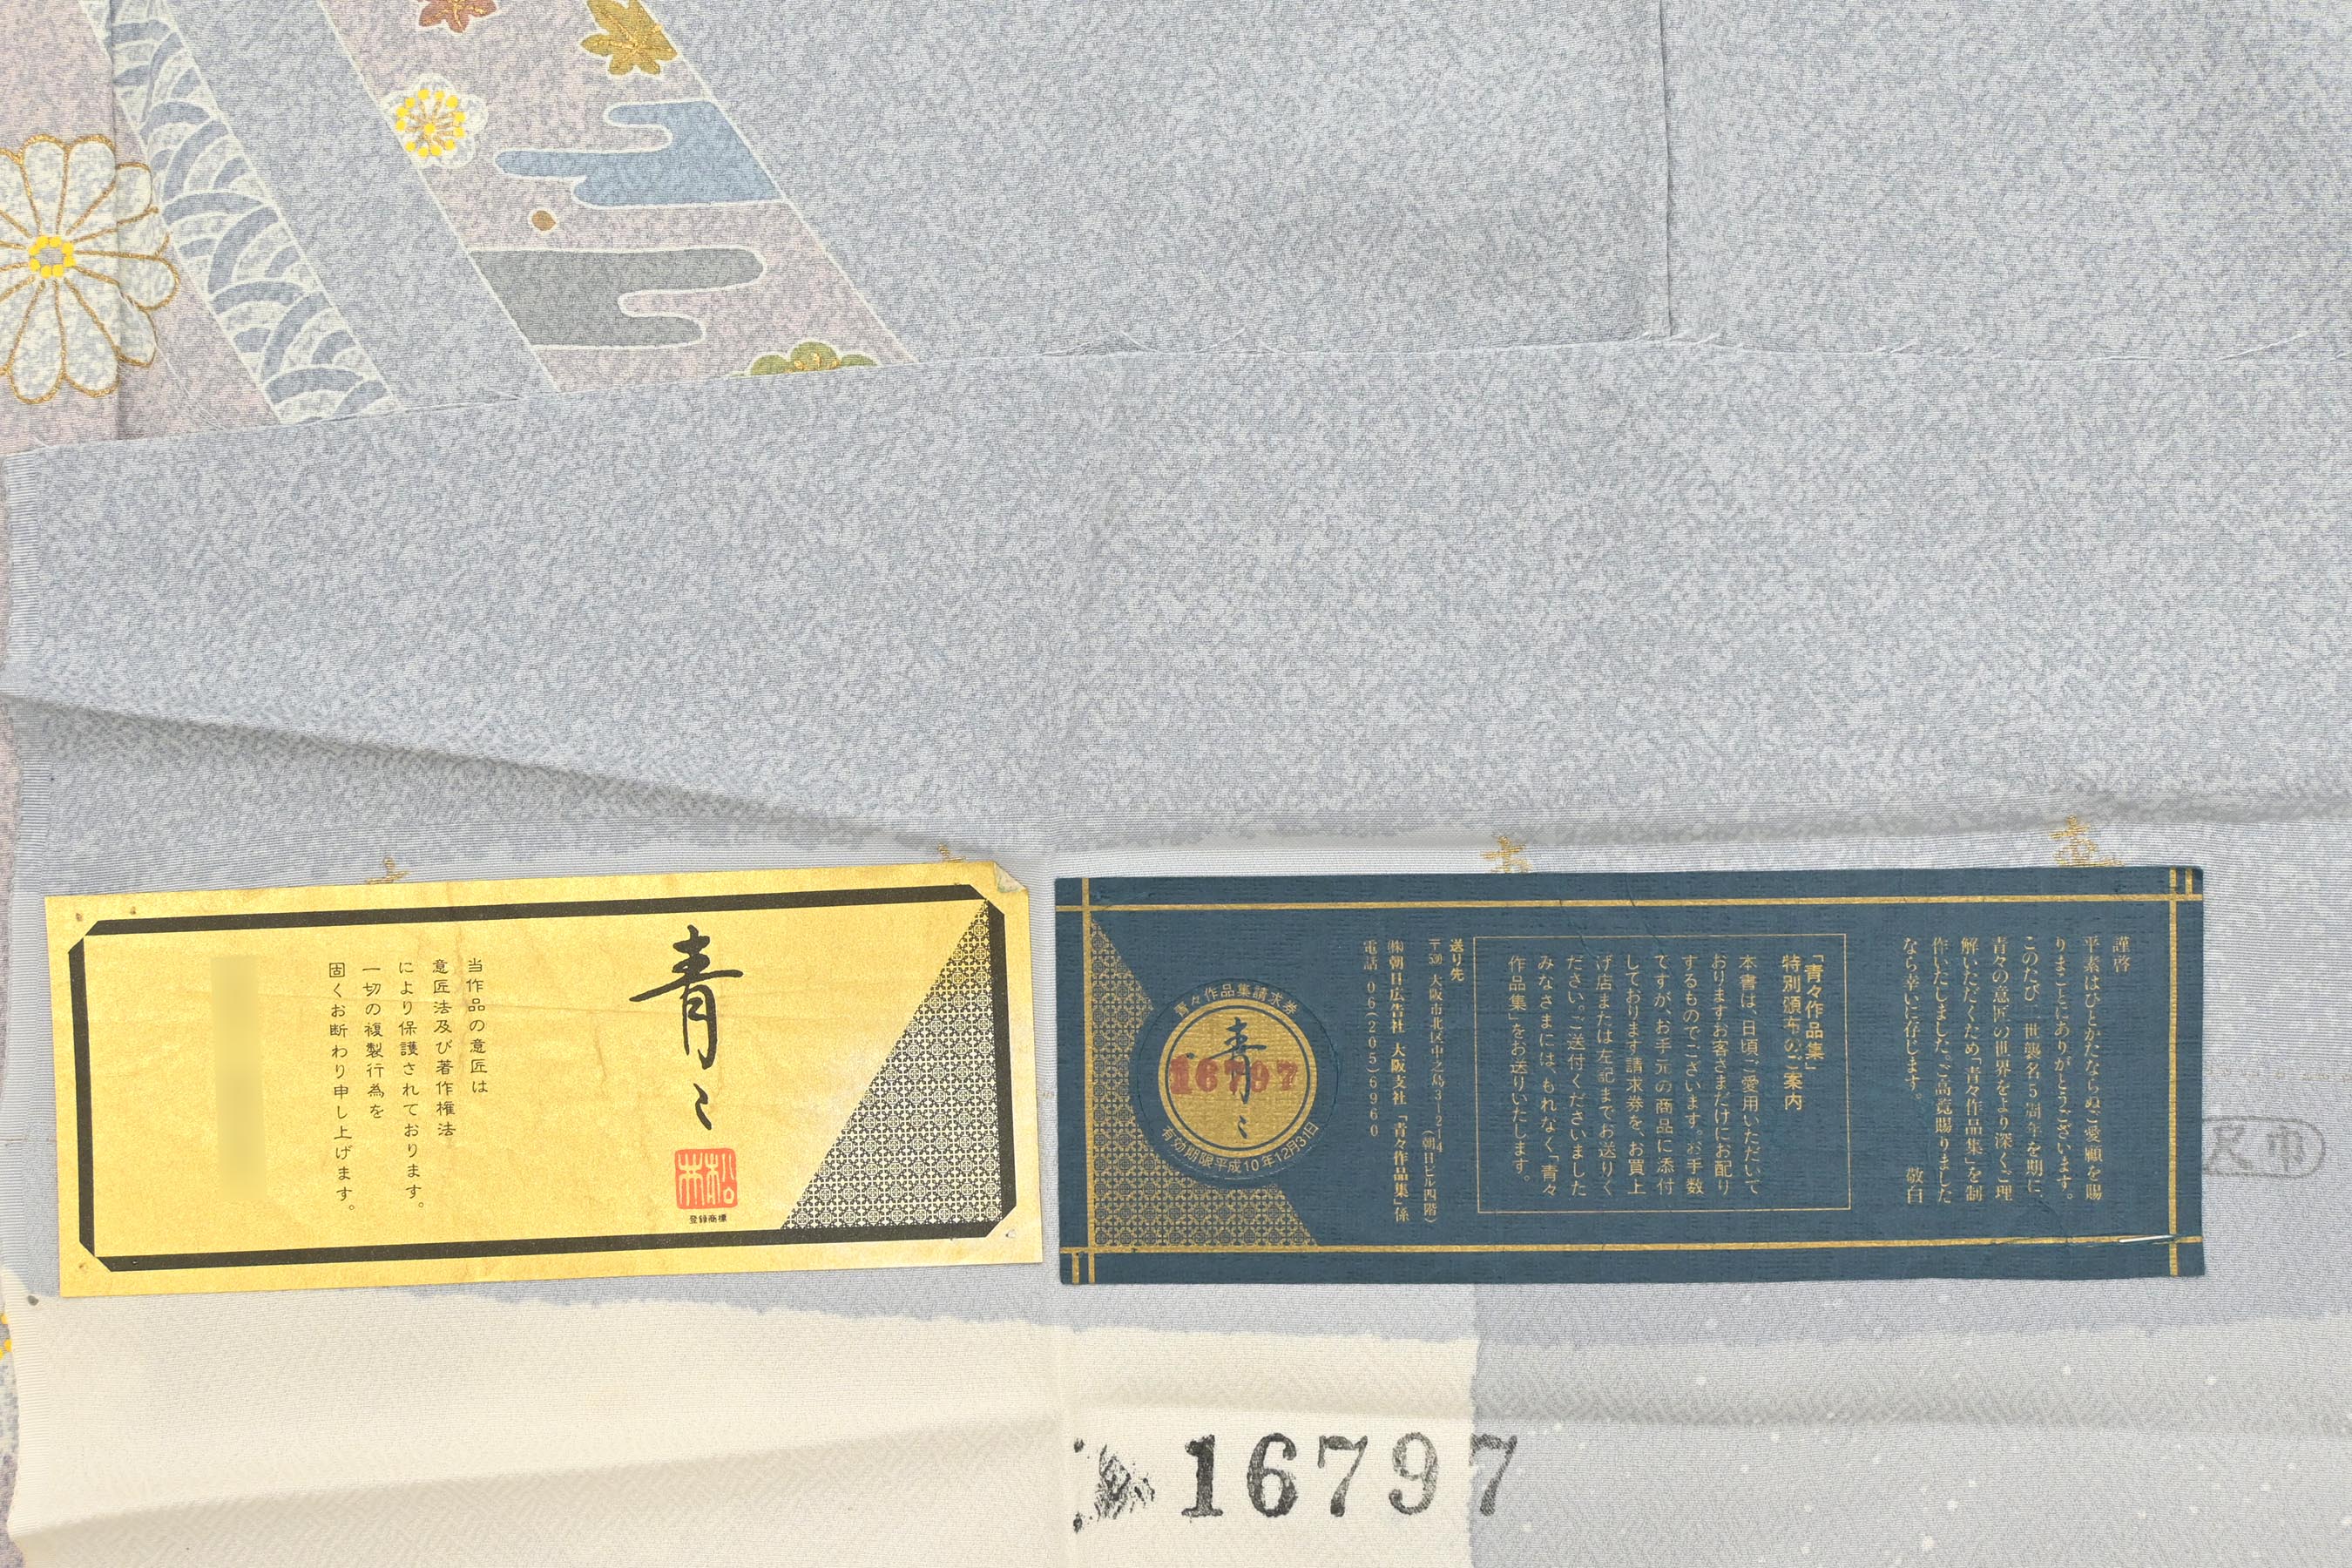 青々
松林
登録商標
当作品の意匠は
意匠法及び著作権法
により保護されております。
一切の複製行為を
固くお断わり申し上げます。
謹啓
平素はひとかたならぬご愛顧を賜
りまことにありがとうございます。
このたび二世襲名5周年を期に、
青々の意匠の世界をより深くご理
解いただくため「青々作品集」を制
作いたしました。ご高覧賜りました
なら幸いに存じます。
敬白
「青々作品集」
特別頒布のご案内
本書は、日頃ご愛用いただいて
おりますお客さまだけにお配り
するものでございます。お手数
ですが、お手元の商品に添付
しております請求券を、お買上
げ店または左記までお送りく
ださい。ご送付くださいました
みなさまには、もれなく「青々
作品集」をお送りいたします。
送り先
〒530 大阪市北区中之島3-2-4
(朝日ビル四階)
㈱朝日広告社 大阪支社「青々作品集」係
電話 06(205)6960
青々作品集請求券
青々
16797
有効期限平成10年12月31日
尺巾
16797